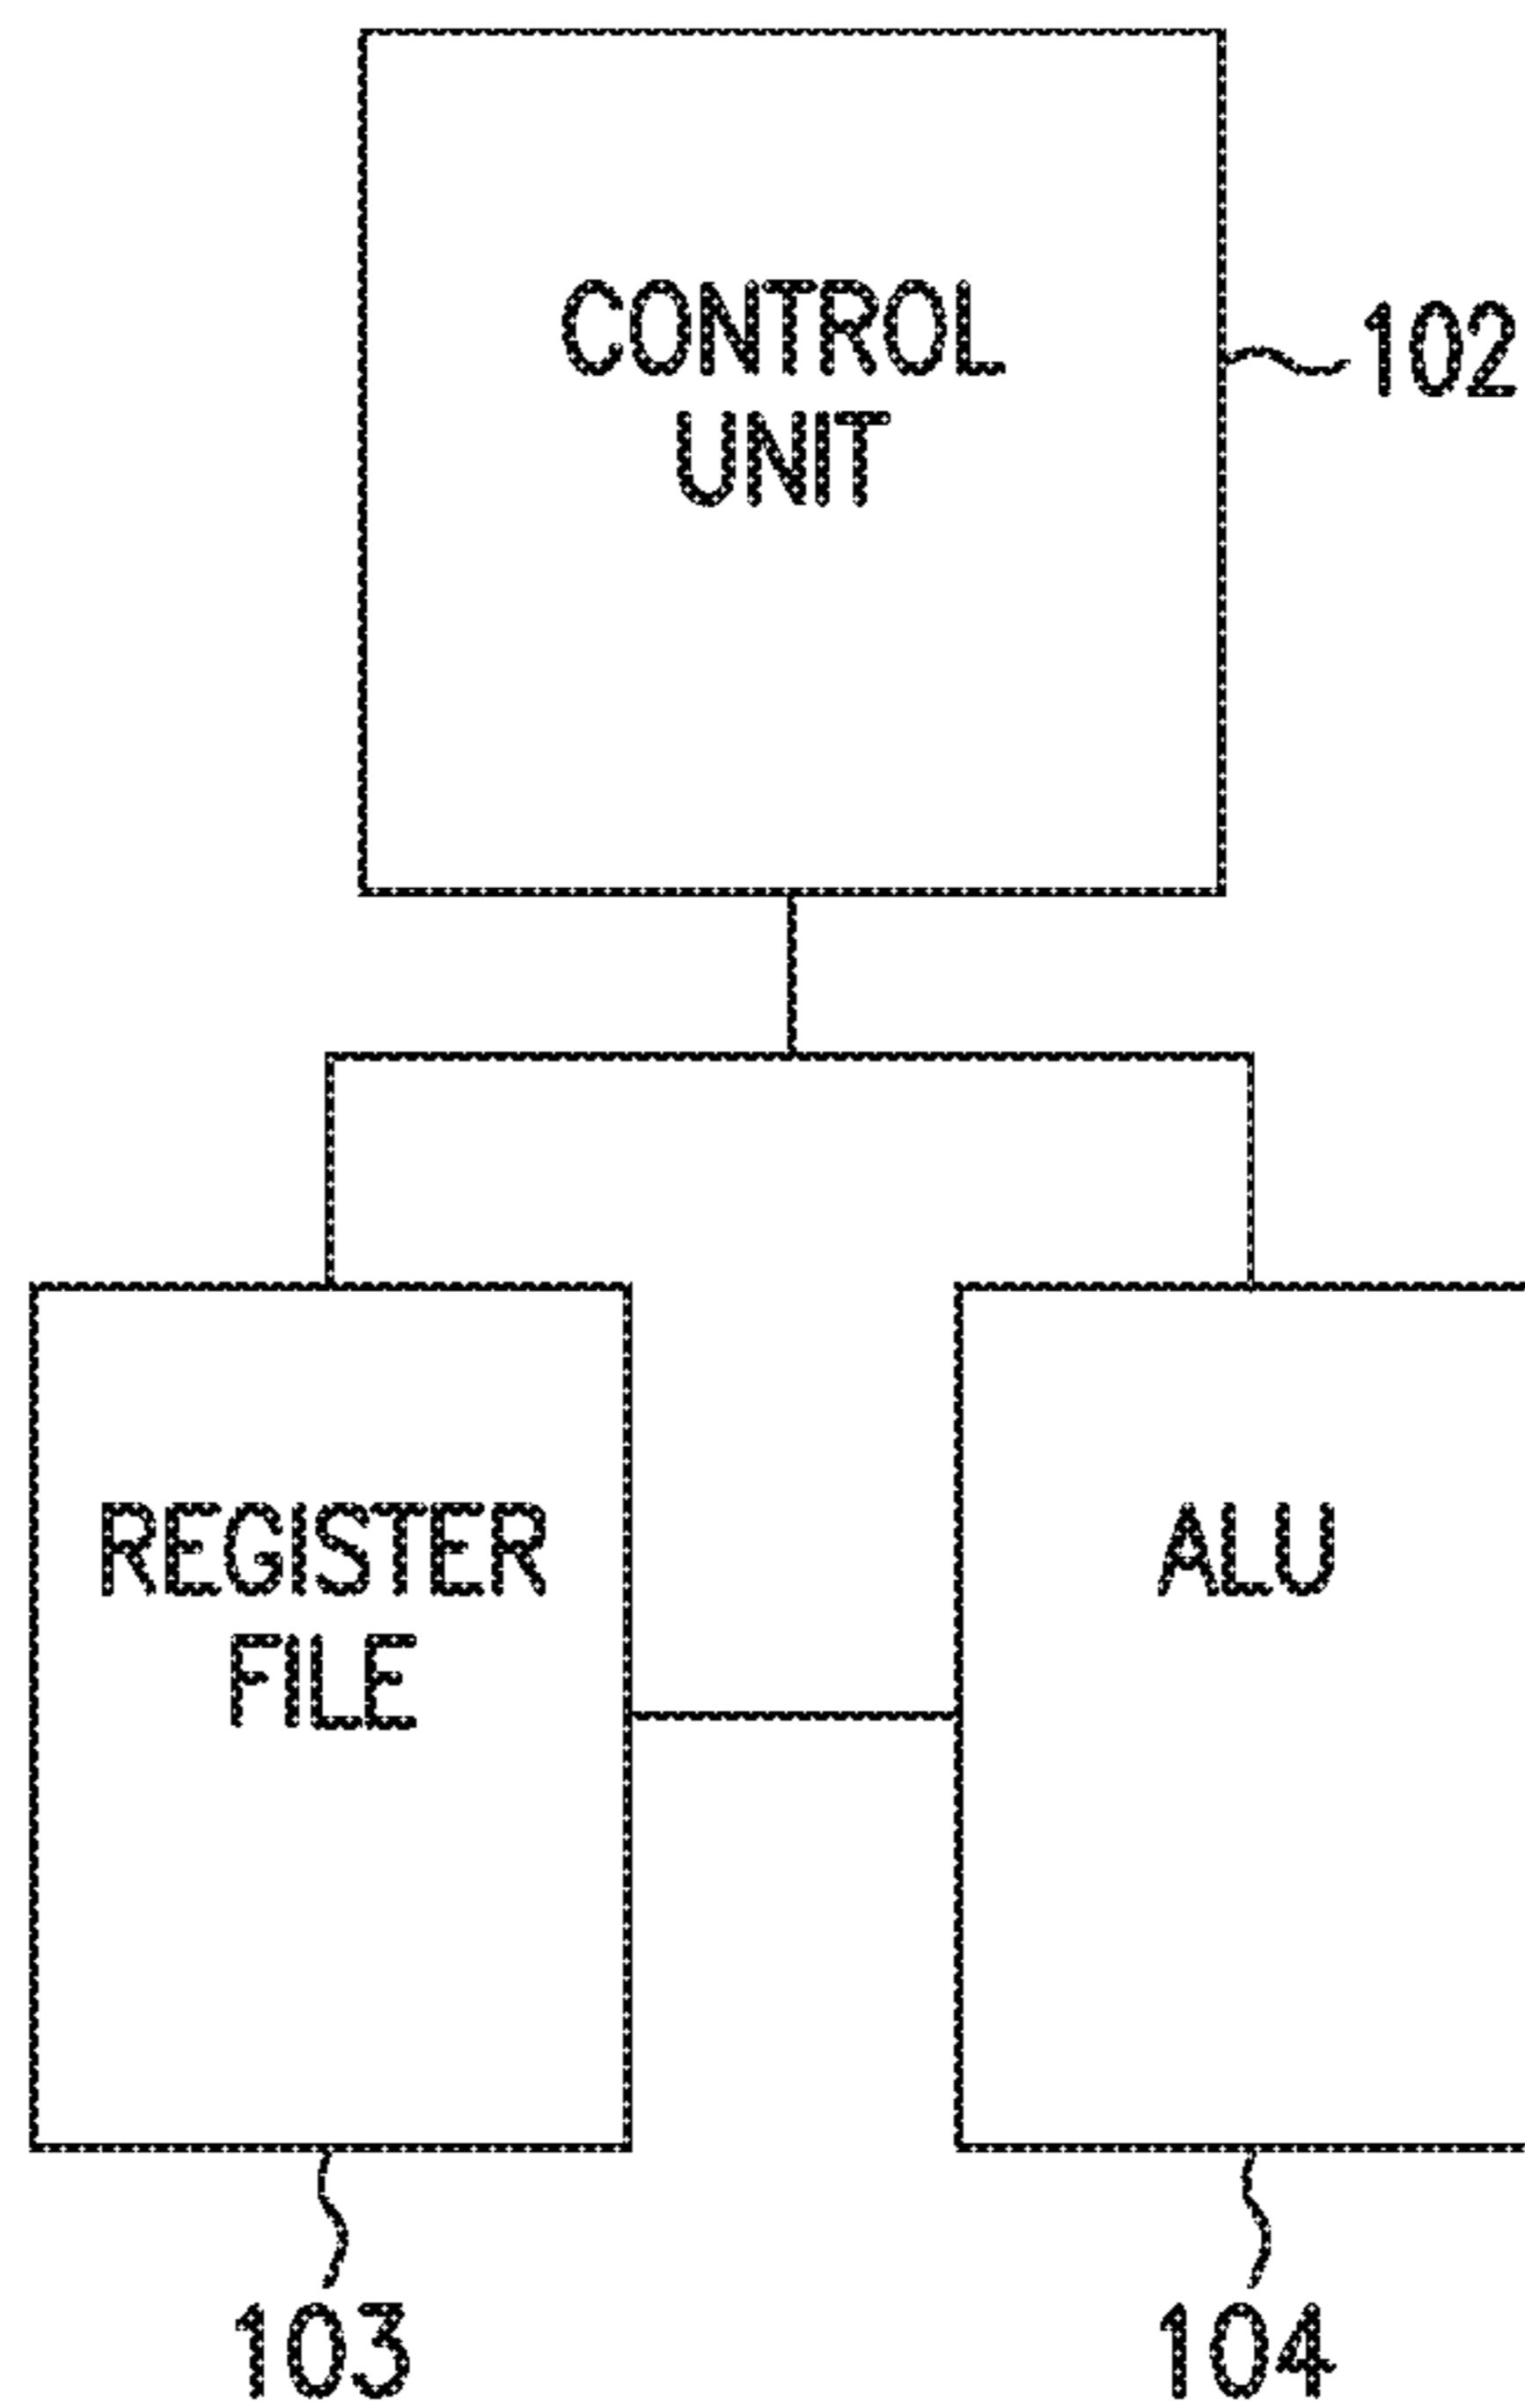 CONTROL
UNIT
102
REGISTER
FILE
ALU
103
104